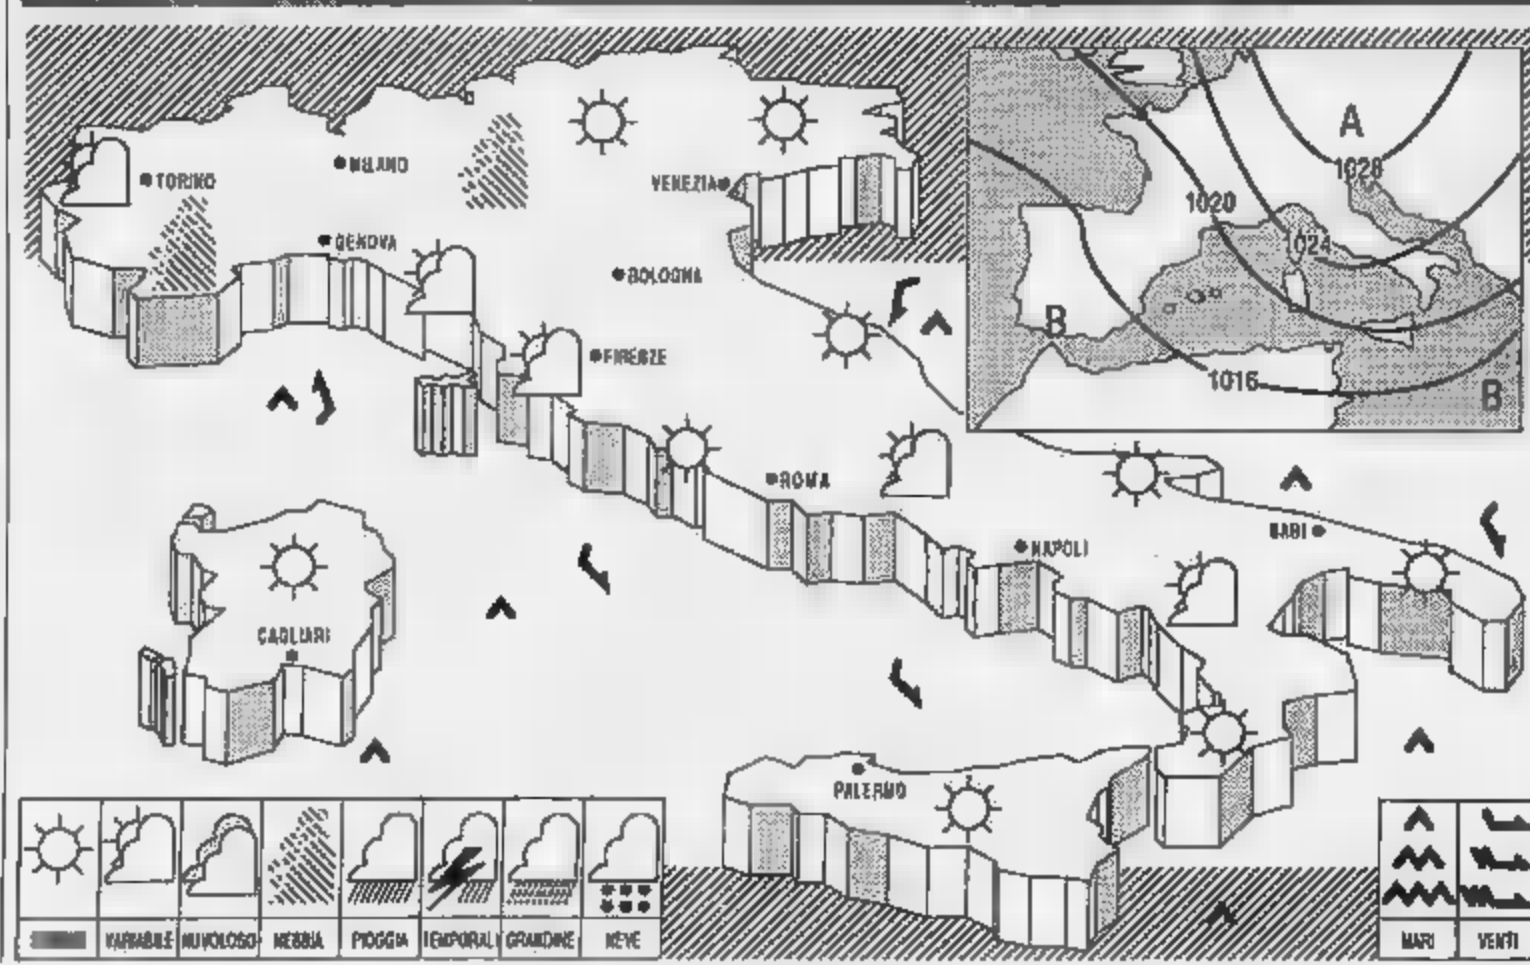 TORINO
MILANO
VENEZIA
GENOVA
BOLOGNA
FIRENZE
ROMA
NAPOLI
BARI
CAGLIARI
PALERMO
A
1028
1020
024
B
1016
B
VARIABILE NUVOLOSO NEBBIA PIOGGIA TEMPORALI GRANDINE NEVE
MARI VENTI